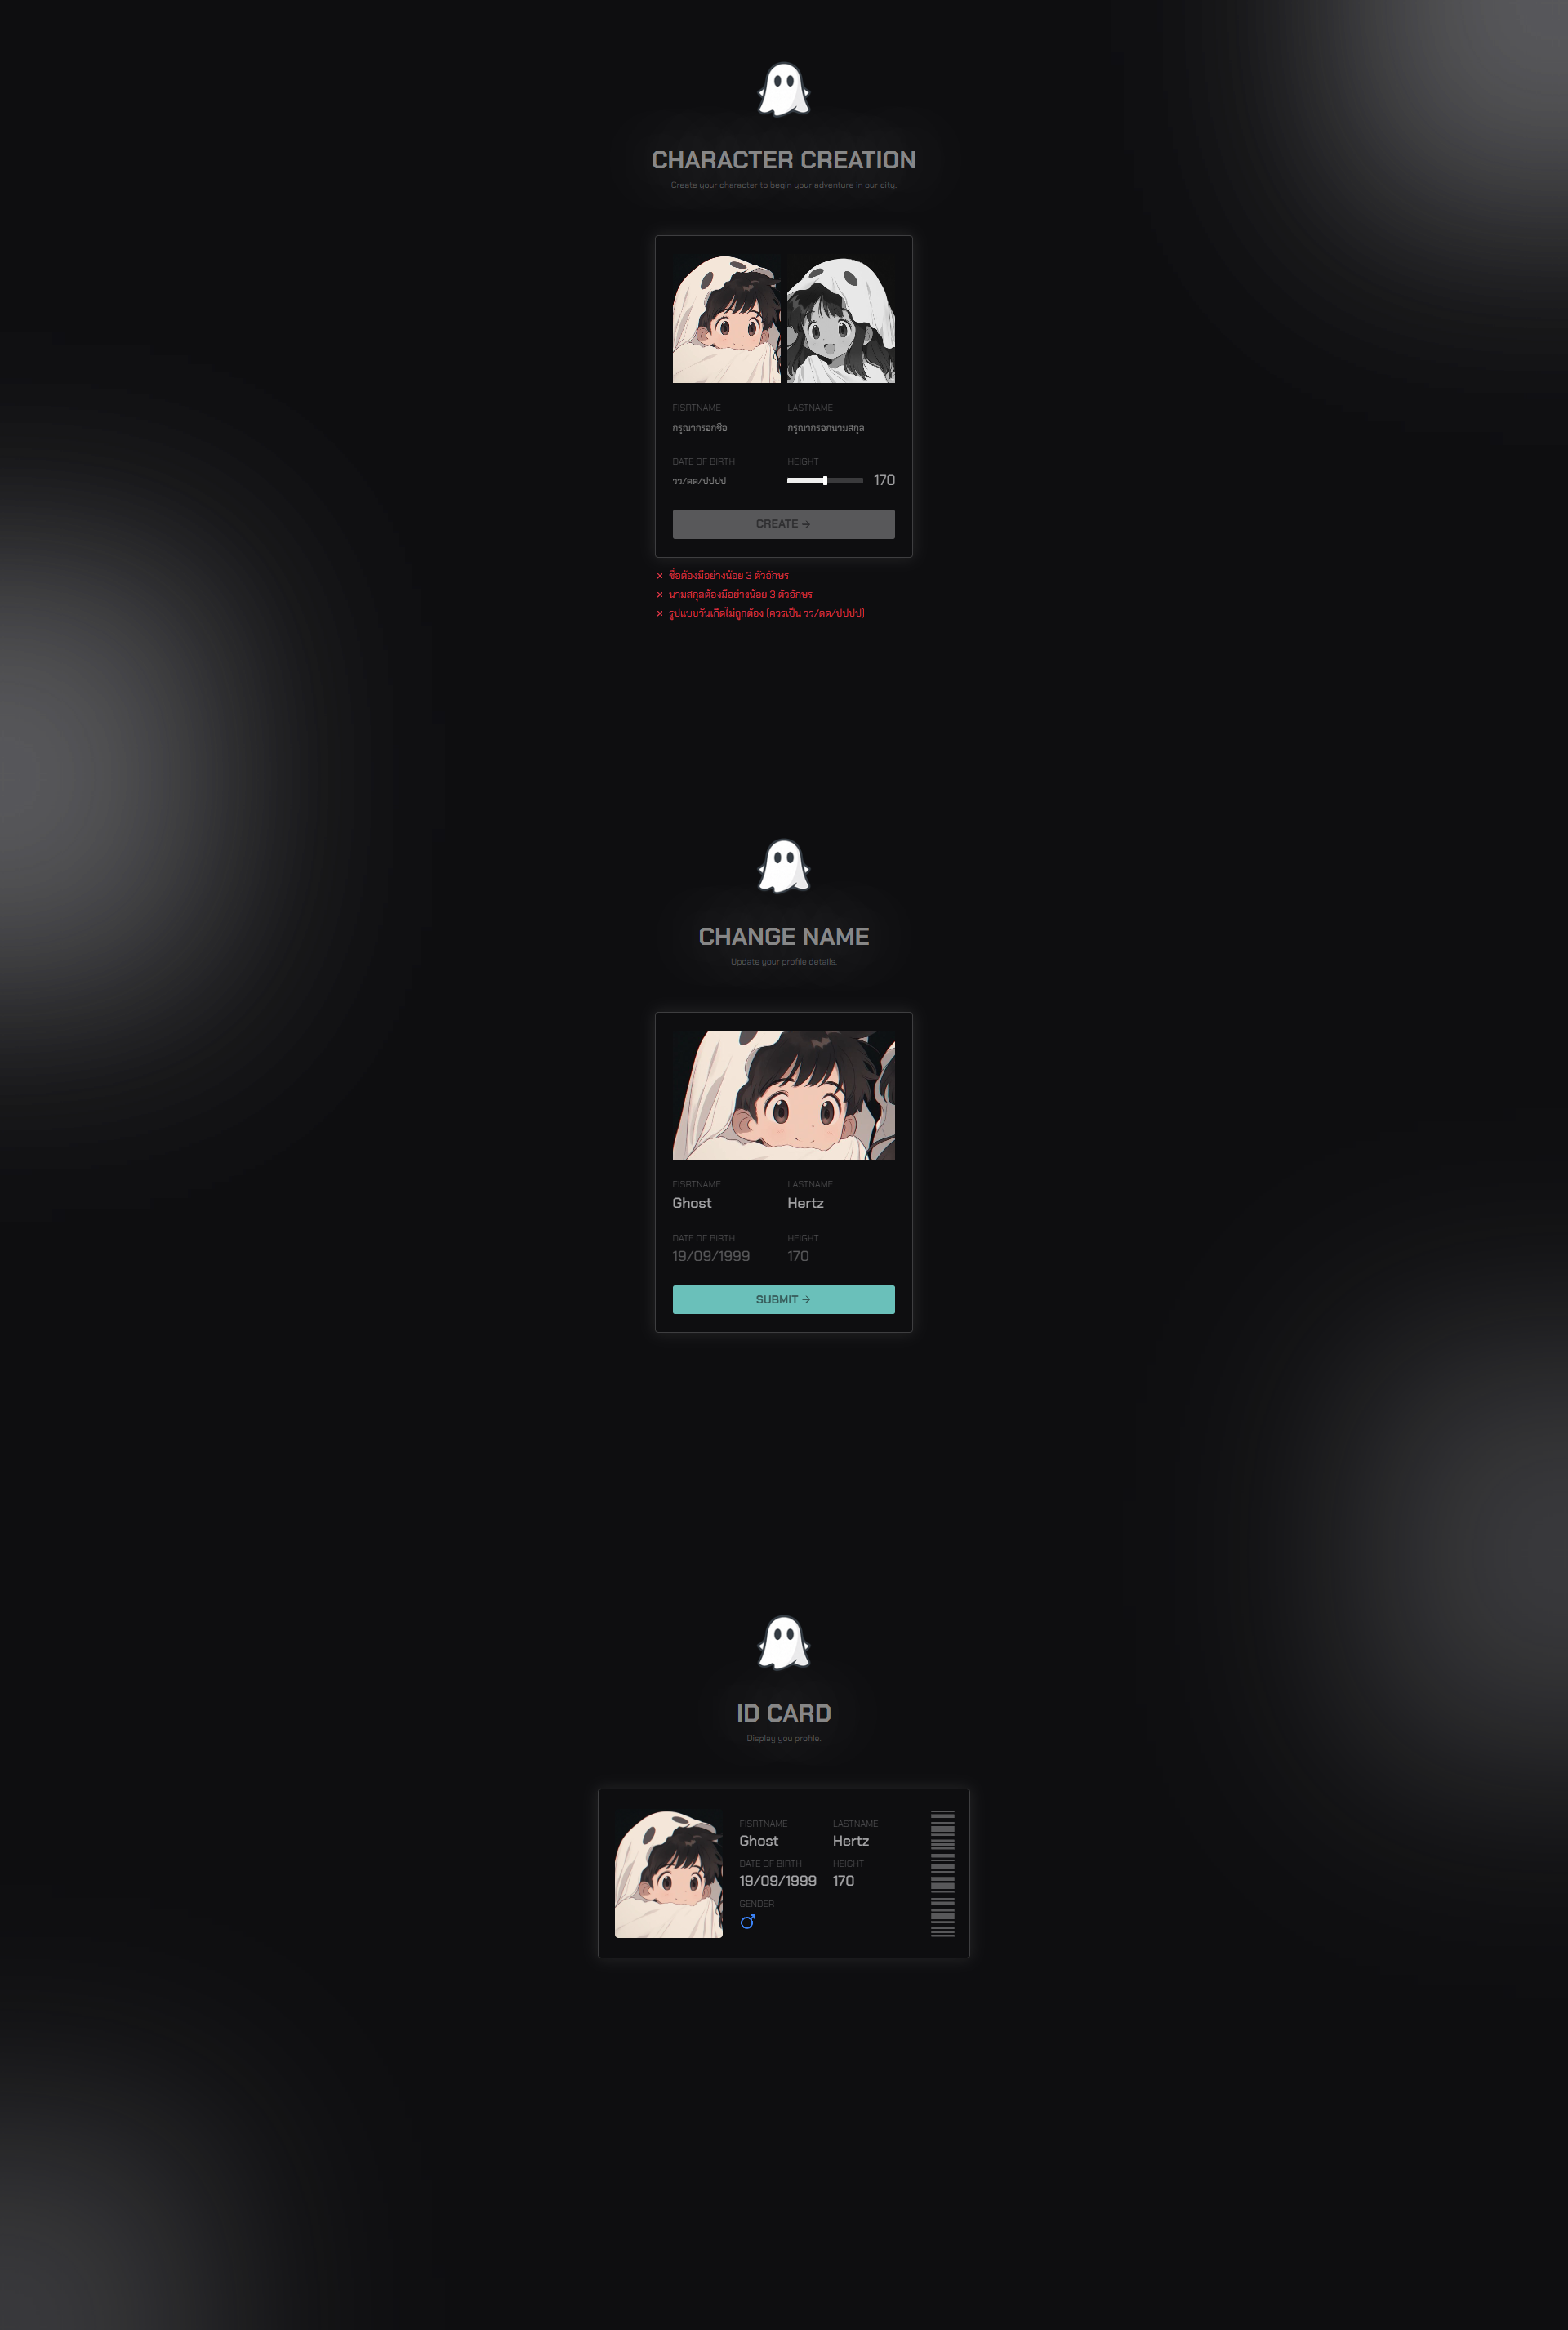 CHARACTER CREATION
Create your character to begin your adventure in our city.
FISRTNAME LASTNAME
กรุณากรอกชื่อ กรุณากรอกนามสกุล
DATE OF BIRTH HEIGHT
วว/ดด/ปปปป 170
CREATE →
× ชื่อต้องมีอย่างน้อย 3 ตัวอักษร
× นามสกุลต้องมีอย่างน้อย 3 ตัวอักษร
× รูปแบบวันเกิดไม่ถูกต้อง (ควรเป็น วว/ดด/ปปปป)
CHANGE NAME
Update your profile details.
FISRTNAME LASTNAME
Ghost Hertz
DATE OF BIRTH HEIGHT
19/09/1999 170
SUBMIT →
ID CARD
Display you profile.
FISRTNAME LASTNAME
Ghost Hertz
DATE OF BIRTH HEIGHT
19/09/1999 170
GENDER